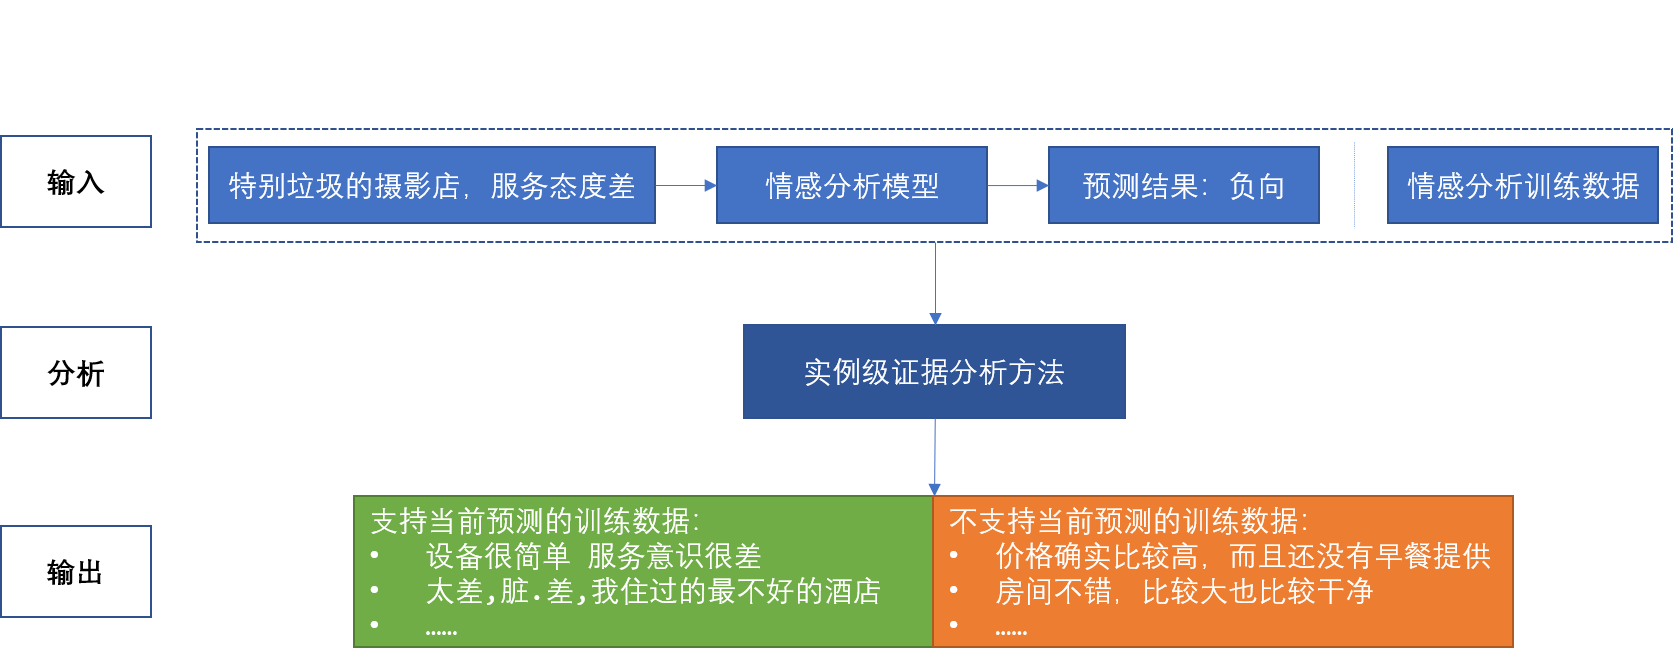 输入
特别垃圾的摄影店，服务态度差
情感分析模型
预测结果：负向
情感分析训练数据
分析
实例级证据分析方法
输出
支持当前预测的训练数据：
• 设备很简单 服务意识很差
• 太差,脏.差,我住过的最不好的酒店
• ……
不支持当前预测的训练数据：
• 价格确实比较高，而且还没有早餐提供
• 房间不错，比较大也比较干净
• ……